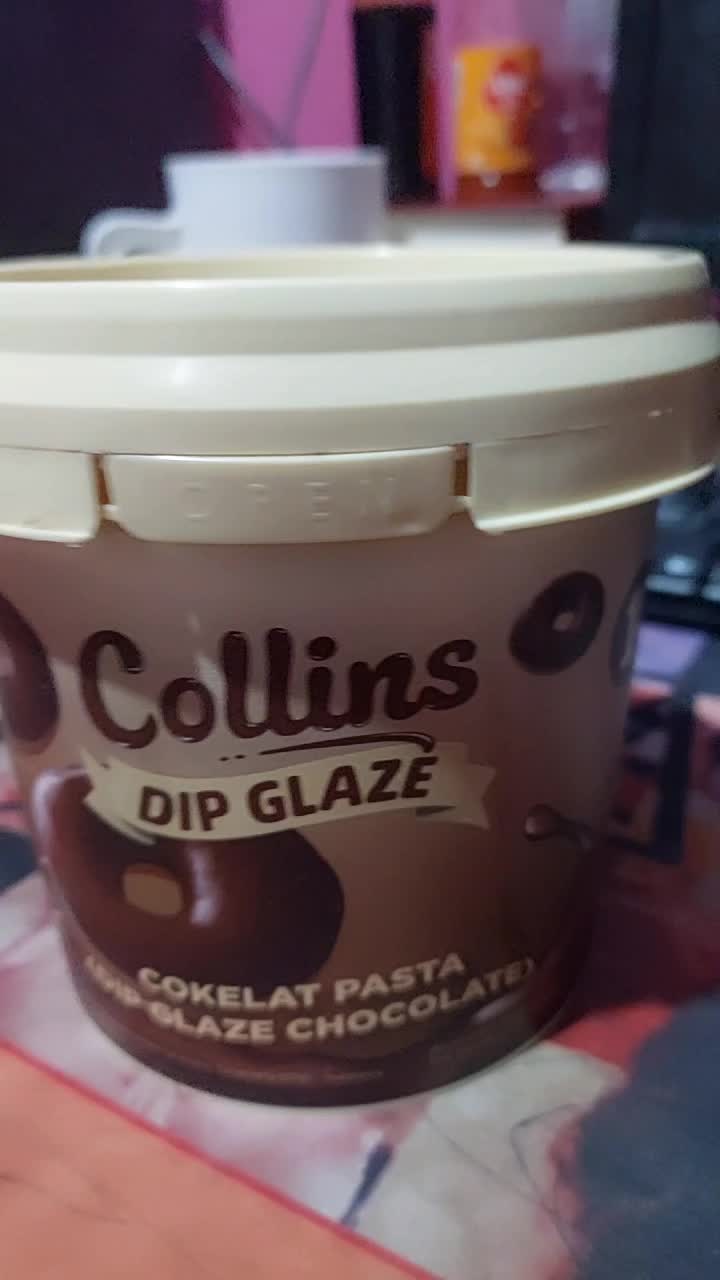 OPEN
Collins
DIP GLAZE
COKELAT PASTA
(DIP GLAZE CHOCOLATE)